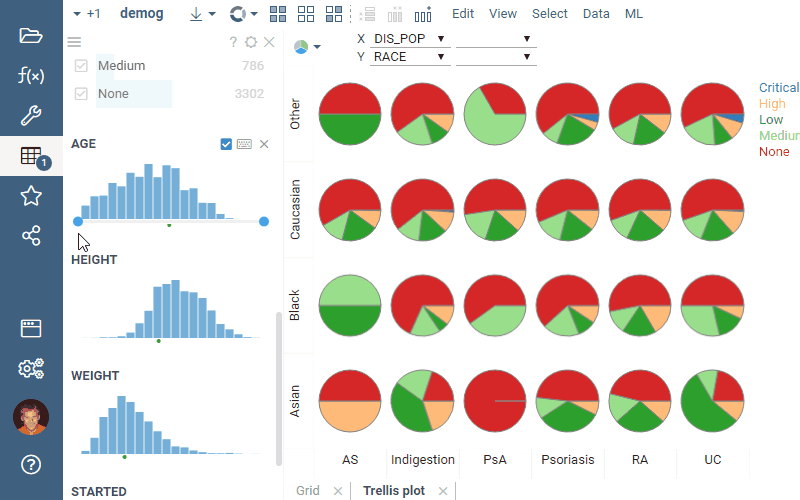 +1 demog Edit View Select Data ML
X DIS_POP
Y RACE
Medium 786
None 3302
AGE
HEIGHT
WEIGHT
STARTED
f(x)
1
?
?
Other
Caucasian
Black
Asian
AS Indigestion PsA Psoriasis RA UC
Critical
High
Low
Medium
None
Grid Trellis plot